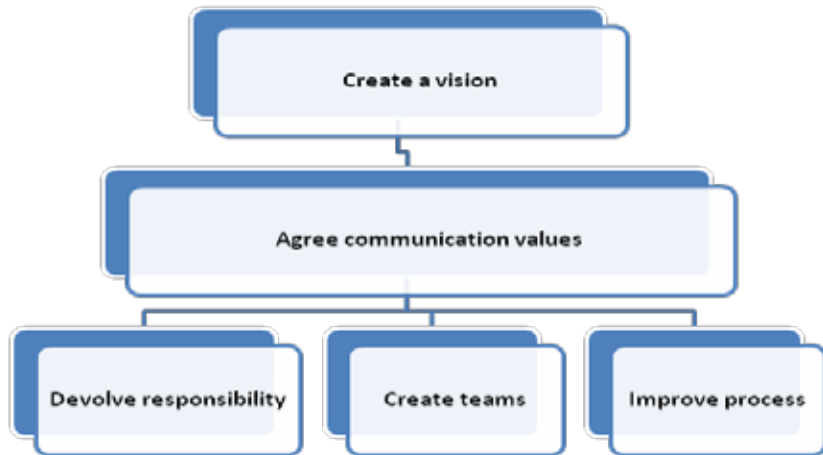 Create a vision
Agree communication values
Devolve responsibility
Create teams
Improve process